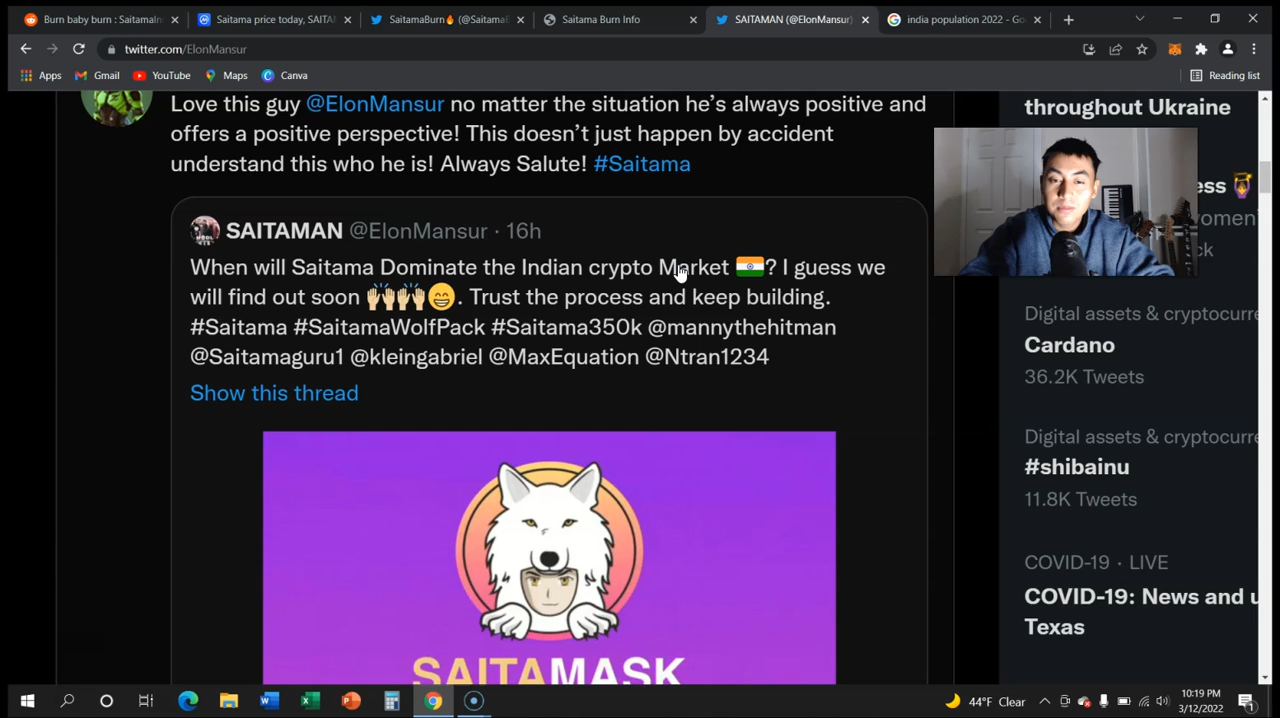 Burn baby burn : SaitamaIn
Saitama price today, SAITA
SaitamaBurn🔥 (@SaitamaB
Saitama Burn Info
SAITAMAN (@ElonMansur)
india population 2022 - Go
twitter.com/ElonMansur
Apps
Gmail
YouTube
Maps
Canva
Reading list
Love this guy @ElonMansur no matter the situation he's always positive and
offers a positive perspective! This doesn't just happen by accident
understand this who he is! Always Salute! #Saitama
SAITAMAN @ElonMansur · 16h
When will Saitama Dominate the Indian crypto Market 🇮🇳? I guess we
will find out soon 🙌🏼🙌🏼😁. Trust the process and keep building.
#Saitama #SaitamaWolfPack #Saitama350k @mannythehitman
@Saitamaguru1 @kleingabriel @MaxEquation @Ntran1234
Show this thread
SAITAMASK
throughout Ukraine
Digital assets & cryptocurre
Cardano
36.2K Tweets
Digital assets & cryptocurre
#shibainu
11.8K Tweets
COVID-19 · LIVE
COVID-19: News and u
Texas
44°F Clear
10:19 PM
3/12/2022
1